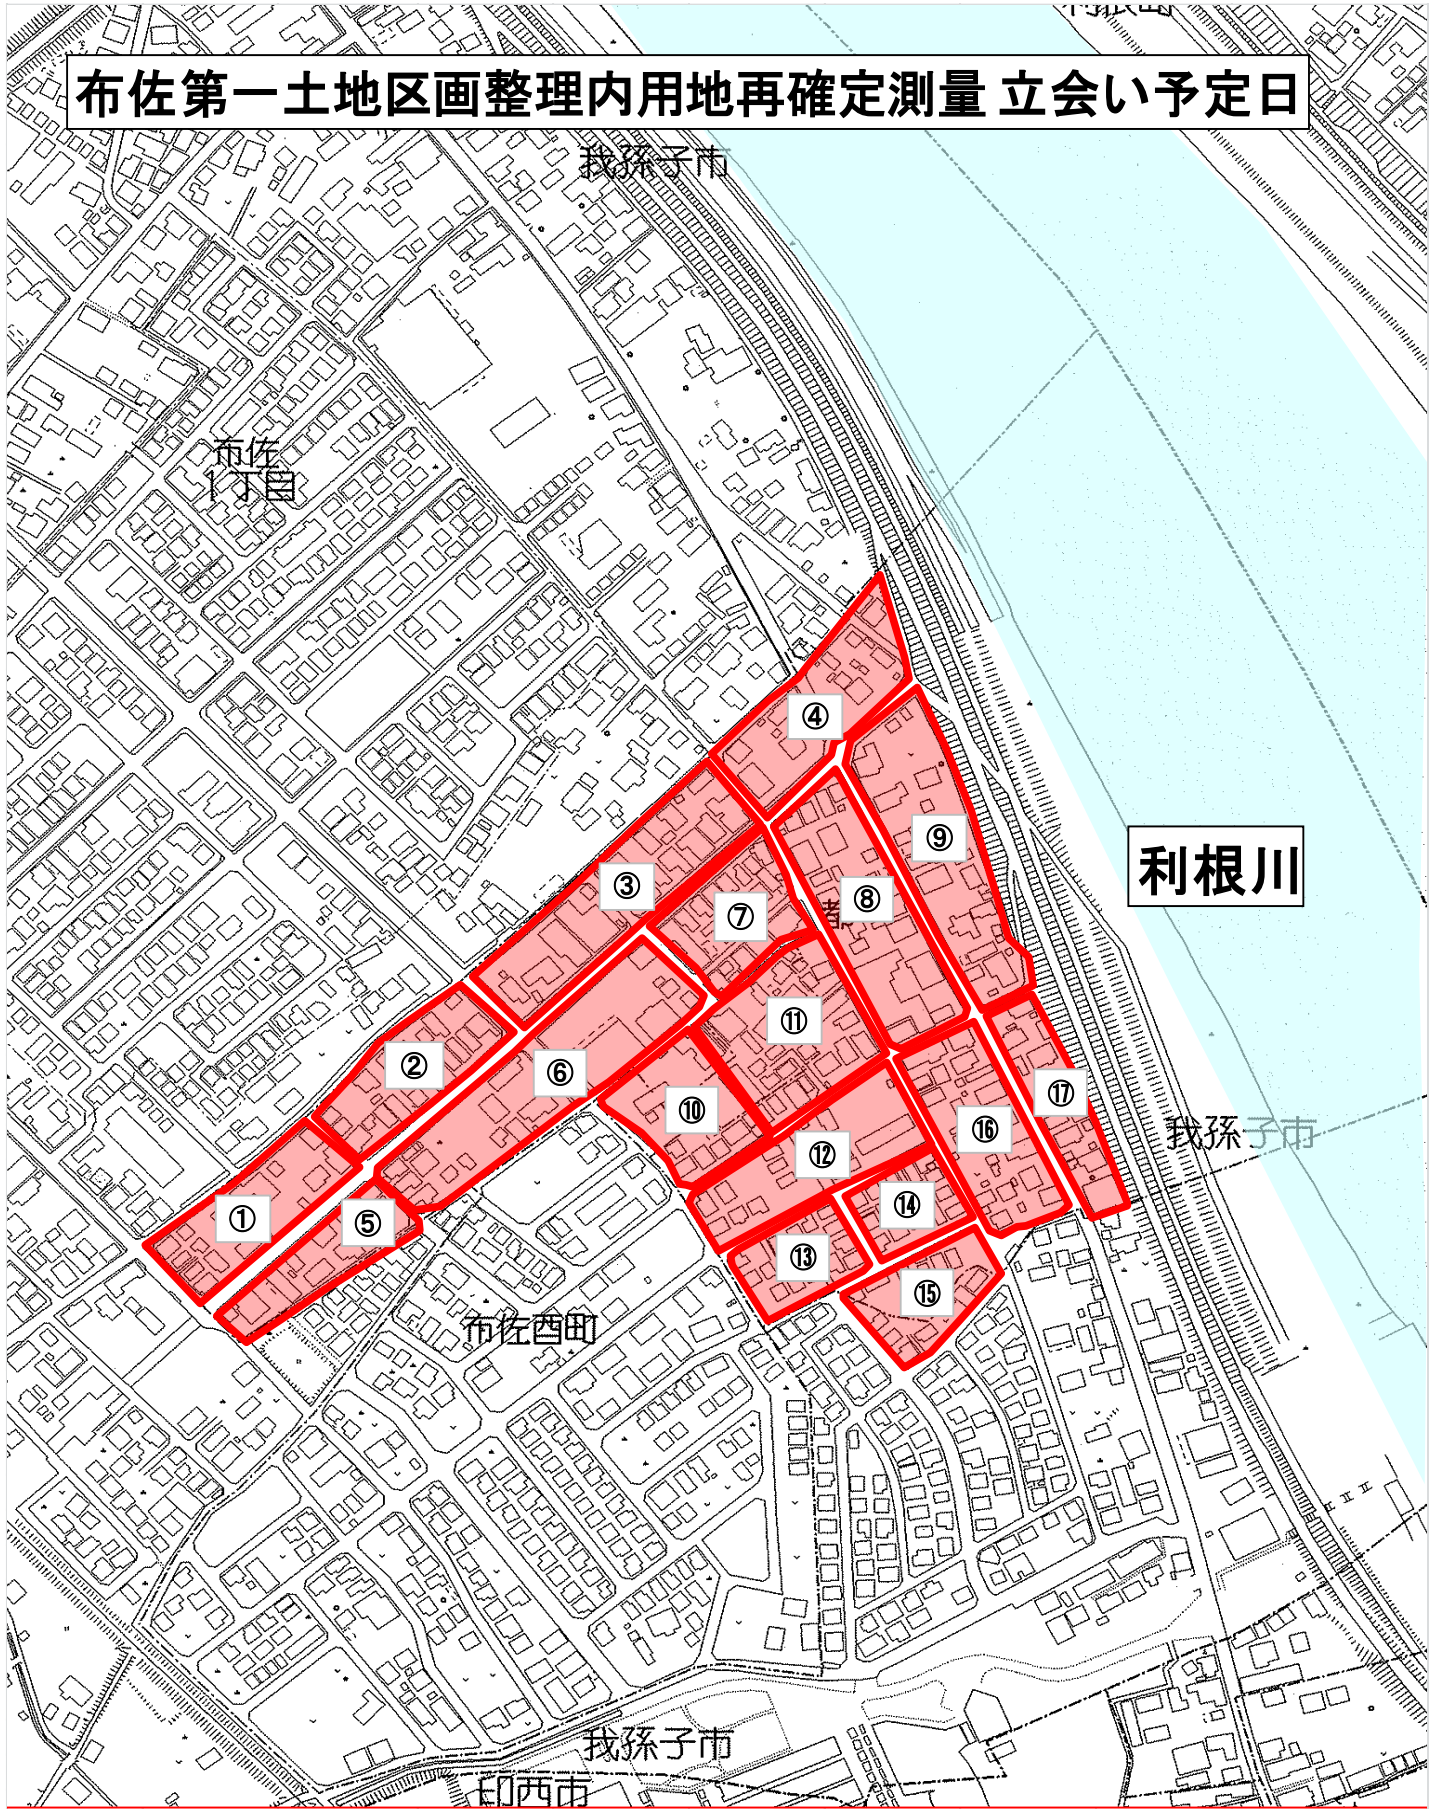 布佐第一土地区画整理内用地再確定測量 立会い予定日
我孫子市
布佐
1丁目
④
⑨
利根川
③
⑧
⑦
都
⑪
②
⑥
⑰
⑩
⑯
我孫子市
⑫
⑭
①
⑤
⑬
⑮
布佐酉町
我孫子市
印西市